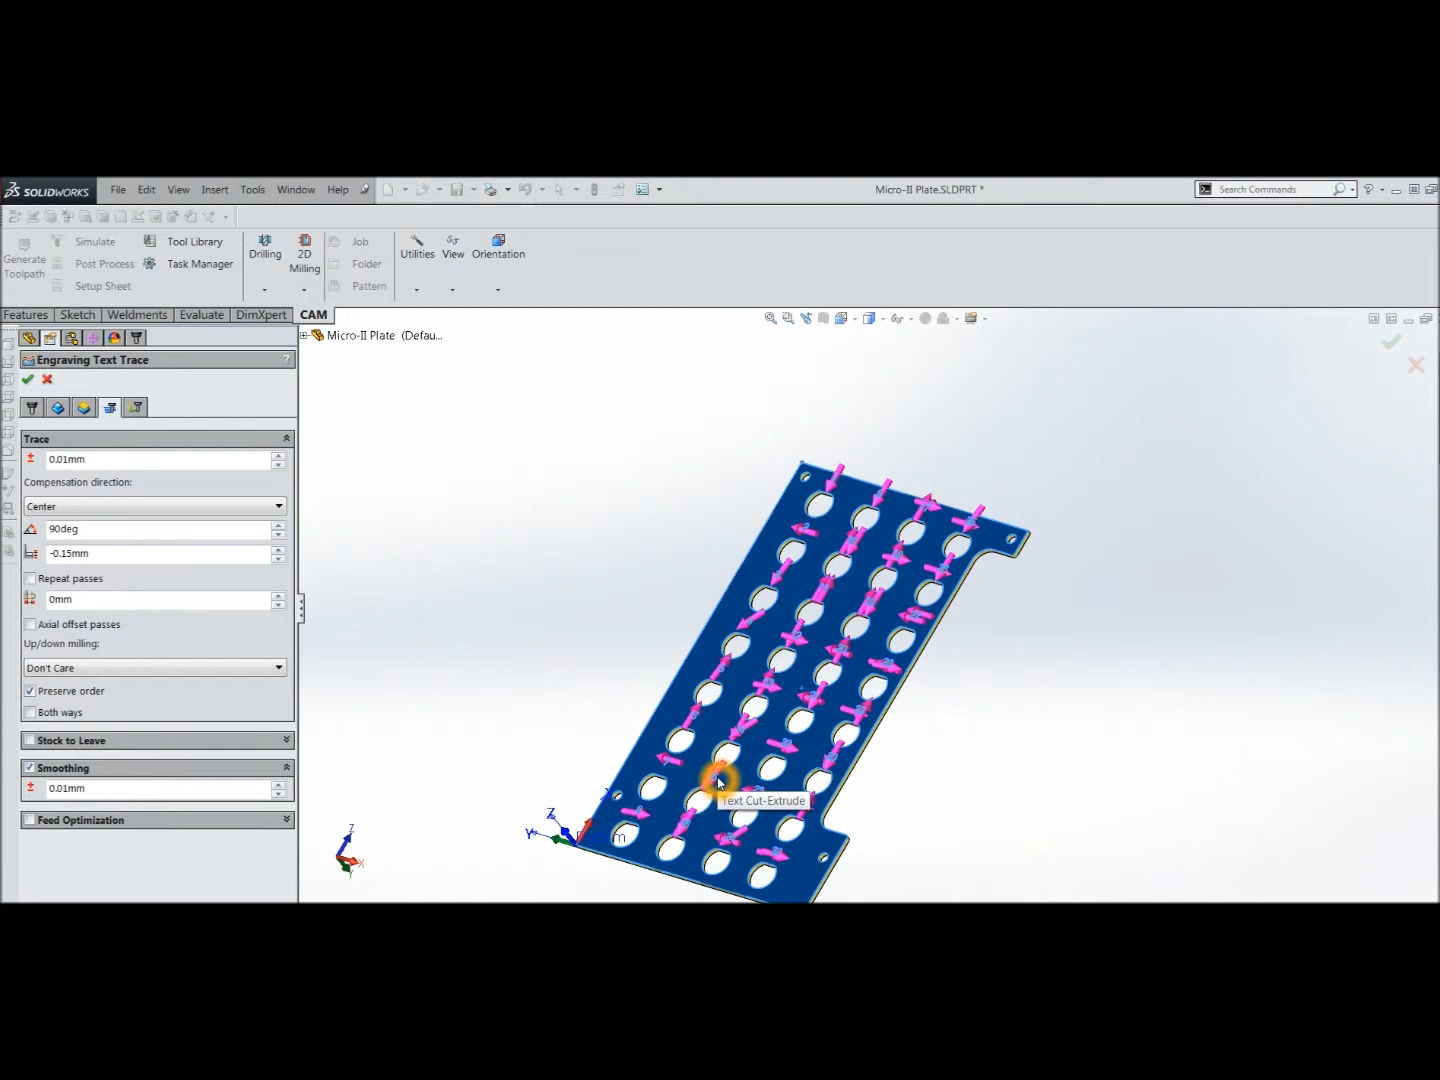 SOLIDWORKS File Edit View Insert Tools Window Help Micro-II Plate.SLDPRT * Search Commands
Simulate Tool Library Drilling 2D Milling Job Utilities View Orientation
Generate Toolpath Post Process Task Manager Folder
Setup Sheet Pattern
Features Sketch Weldments Evaluate DimXpert CAM
Micro-II Plate (Defau...
Engraving Text Trace ?
Trace
0.01mm
Compensation direction:
Center
90deg
-0.15mm
Repeat passes
0mm
Axial offset passes
Up/down milling:
Don't Care
Preserve order
Both ways
Stock to Leave
Smoothing
0.01mm
Feed Optimization
Text Cut-Extrude
Z
Y
Z
X
Y